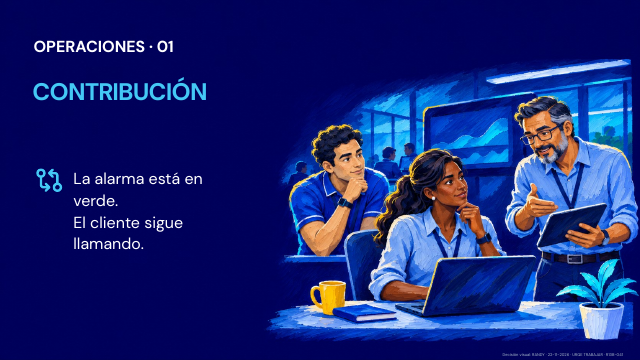 OPERACIONES · 01
CONTRIBUCIÓN
La alarma está en
verde.
El cliente sigue
llamando.